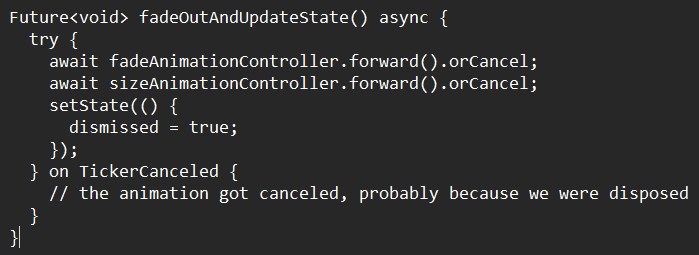 Future<void> fadeOutAndUpdateState() async {
  try {
    await fadeAnimationController.forward().orCancel;
    await sizeAnimationController.forward().orCancel;
    setState(() {
      dismissed = true;
    });
  } on TickerCanceled {
    // the animation got canceled, probably because we were disposed
  }
}